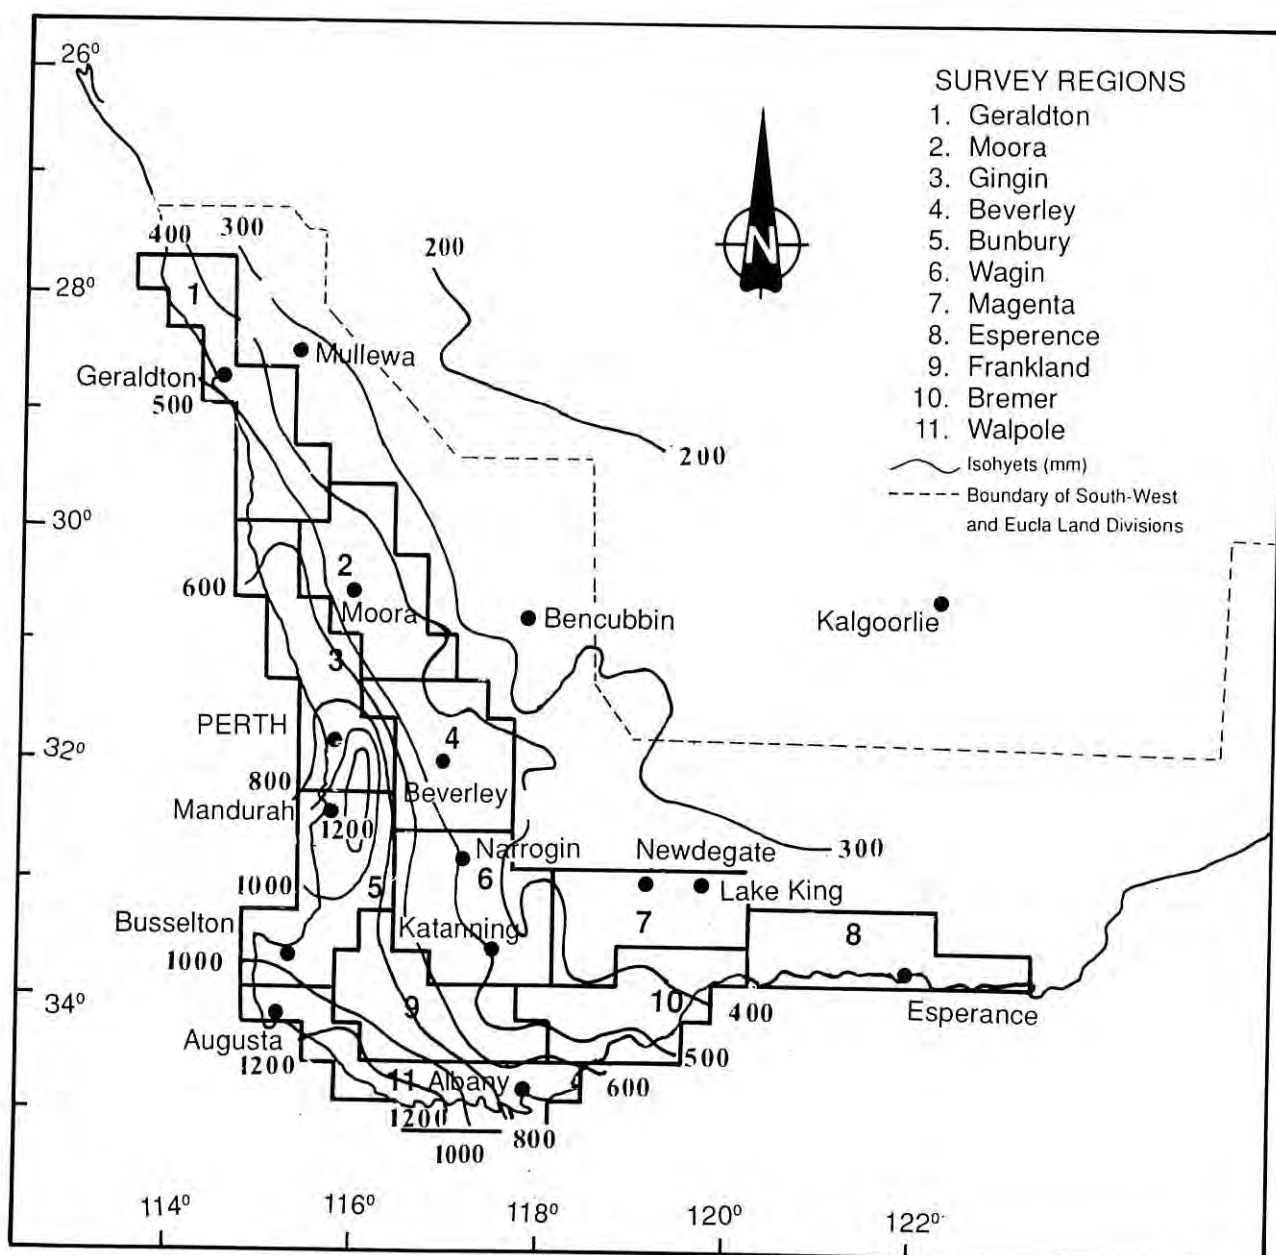 26°
SURVEY REGIONS
1. Geraldton
2. Moora
3. Gingin
4. Beverley
5. Bunbury
6. Wagin
7. Magenta
8. Esperence
9. Frankland
10. Bremer
11. Walpole
Isohyets (mm)
Boundary of South-West
and Eucla Land Divisions
N
400
300
200
28°
1
Mullewa
Geraldton
500
200
30°
2
600
Moora
Bencubbin
Kalgoorlie
3
PERTH
4
32°
800
Beverley
Mandurah
1200
Narrogin
Newdegate
300
1000
5
6
Lake King
Busselton
Katanning
7
8
1000
34°
9
10
400
Esperance
Augusta
1200
500
11
Albany
600
1200
800
1000
114°
116°
118°
120°
122°